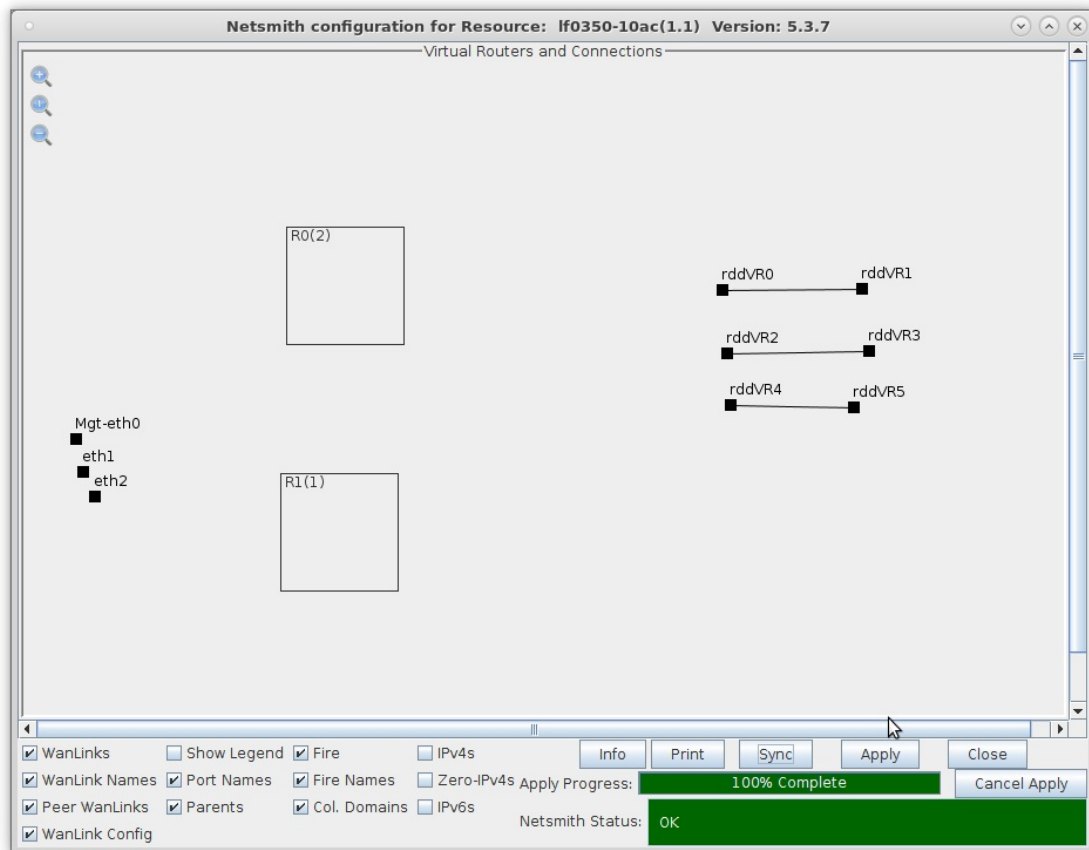 Netsmith configuration for Resource:  lf0350-10ac(1.1)  Version: 5.3.7
Virtual Routers and Connections
R0(2)
rddVR0
rddVR1
rddVR2
rddVR3
rddVR4
rddVR5
Mgt-eth0
eth1
eth2
R1(1)
WanLinks
Show Legend
Fire
IPv4s
Info
Print
Sync
Apply
Close
WanLink Names
Port Names
Fire Names
Zero-IPv4s
Apply Progress:
100% Complete
Cancel Apply
Peer WanLinks
Parents
Col. Domains
IPv6s
Netsmith Status:
OK
WanLink Config